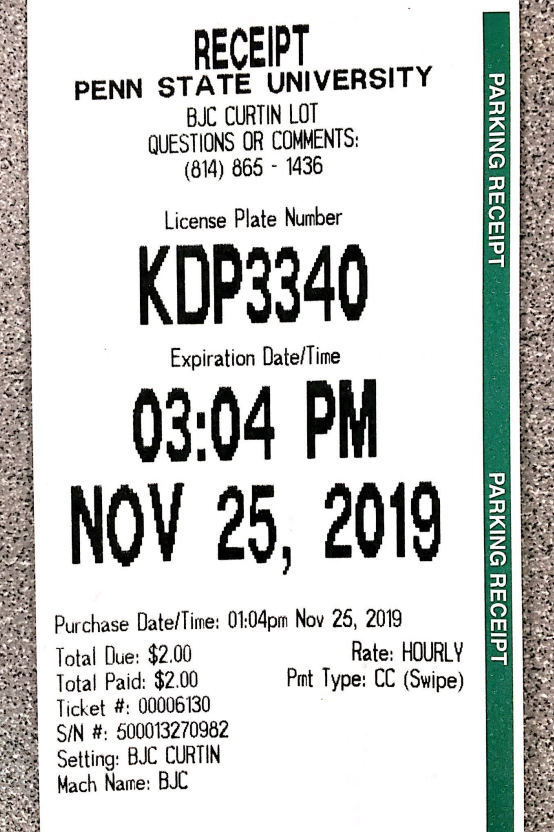 RECEIPT
PENN STATE UNIVERSITY
BJC CURTIN LOT
QUESTIONS OR COMMENTS:
(814) 865 - 1436
License Plate Number
KDP3340
Expiration Date/Time
03:04 PM
NOV 25, 2019
Purchase Date/Time: 01:04pm Nov 25, 2019
Total Due: $2.00 Rate: HOURLY
Total Paid: $2.00 Pmt Type: CC (Swipe)
Ticket #: 00006130
S/N #: 500013270982
Setting: BJC CURTIN
Mach Name: BJC
PARKING RECEIPT
PARKING RECEIPT